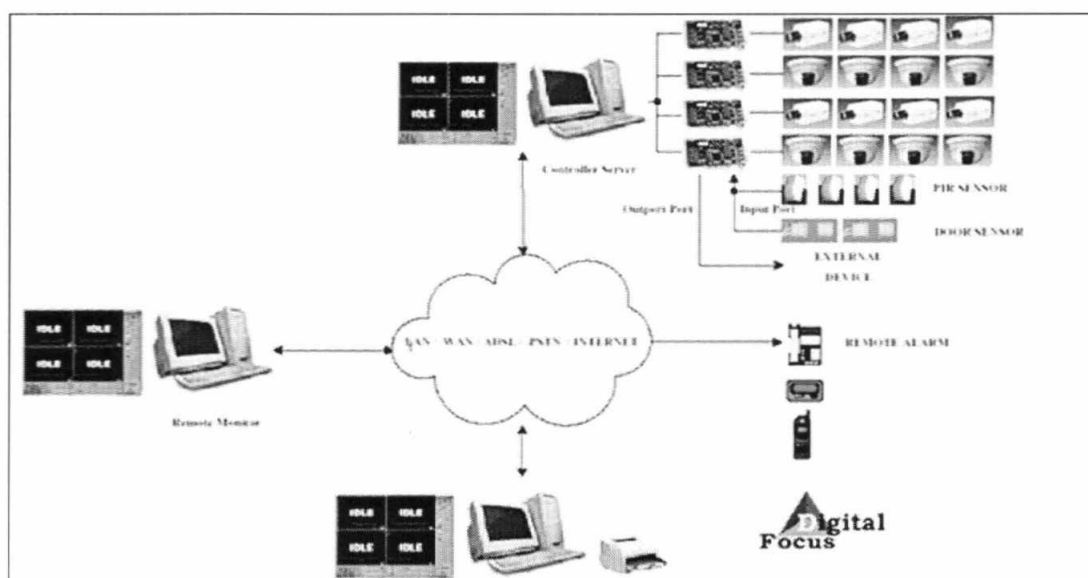 IDLE IDLE
IDLE IDLE
Controller Server
PIR SENSOR
Outport Port
Input Port
DOOR SENSOR
EXTERNAL
DEVICE
IDLE IDLE
IDLE IDLE
LAN / WAN / ADSL / PSTN / INTERNET
REMOTE ALARM
Remote Monitor
IDLE IDLE
IDLE IDLE
Digital
Focus